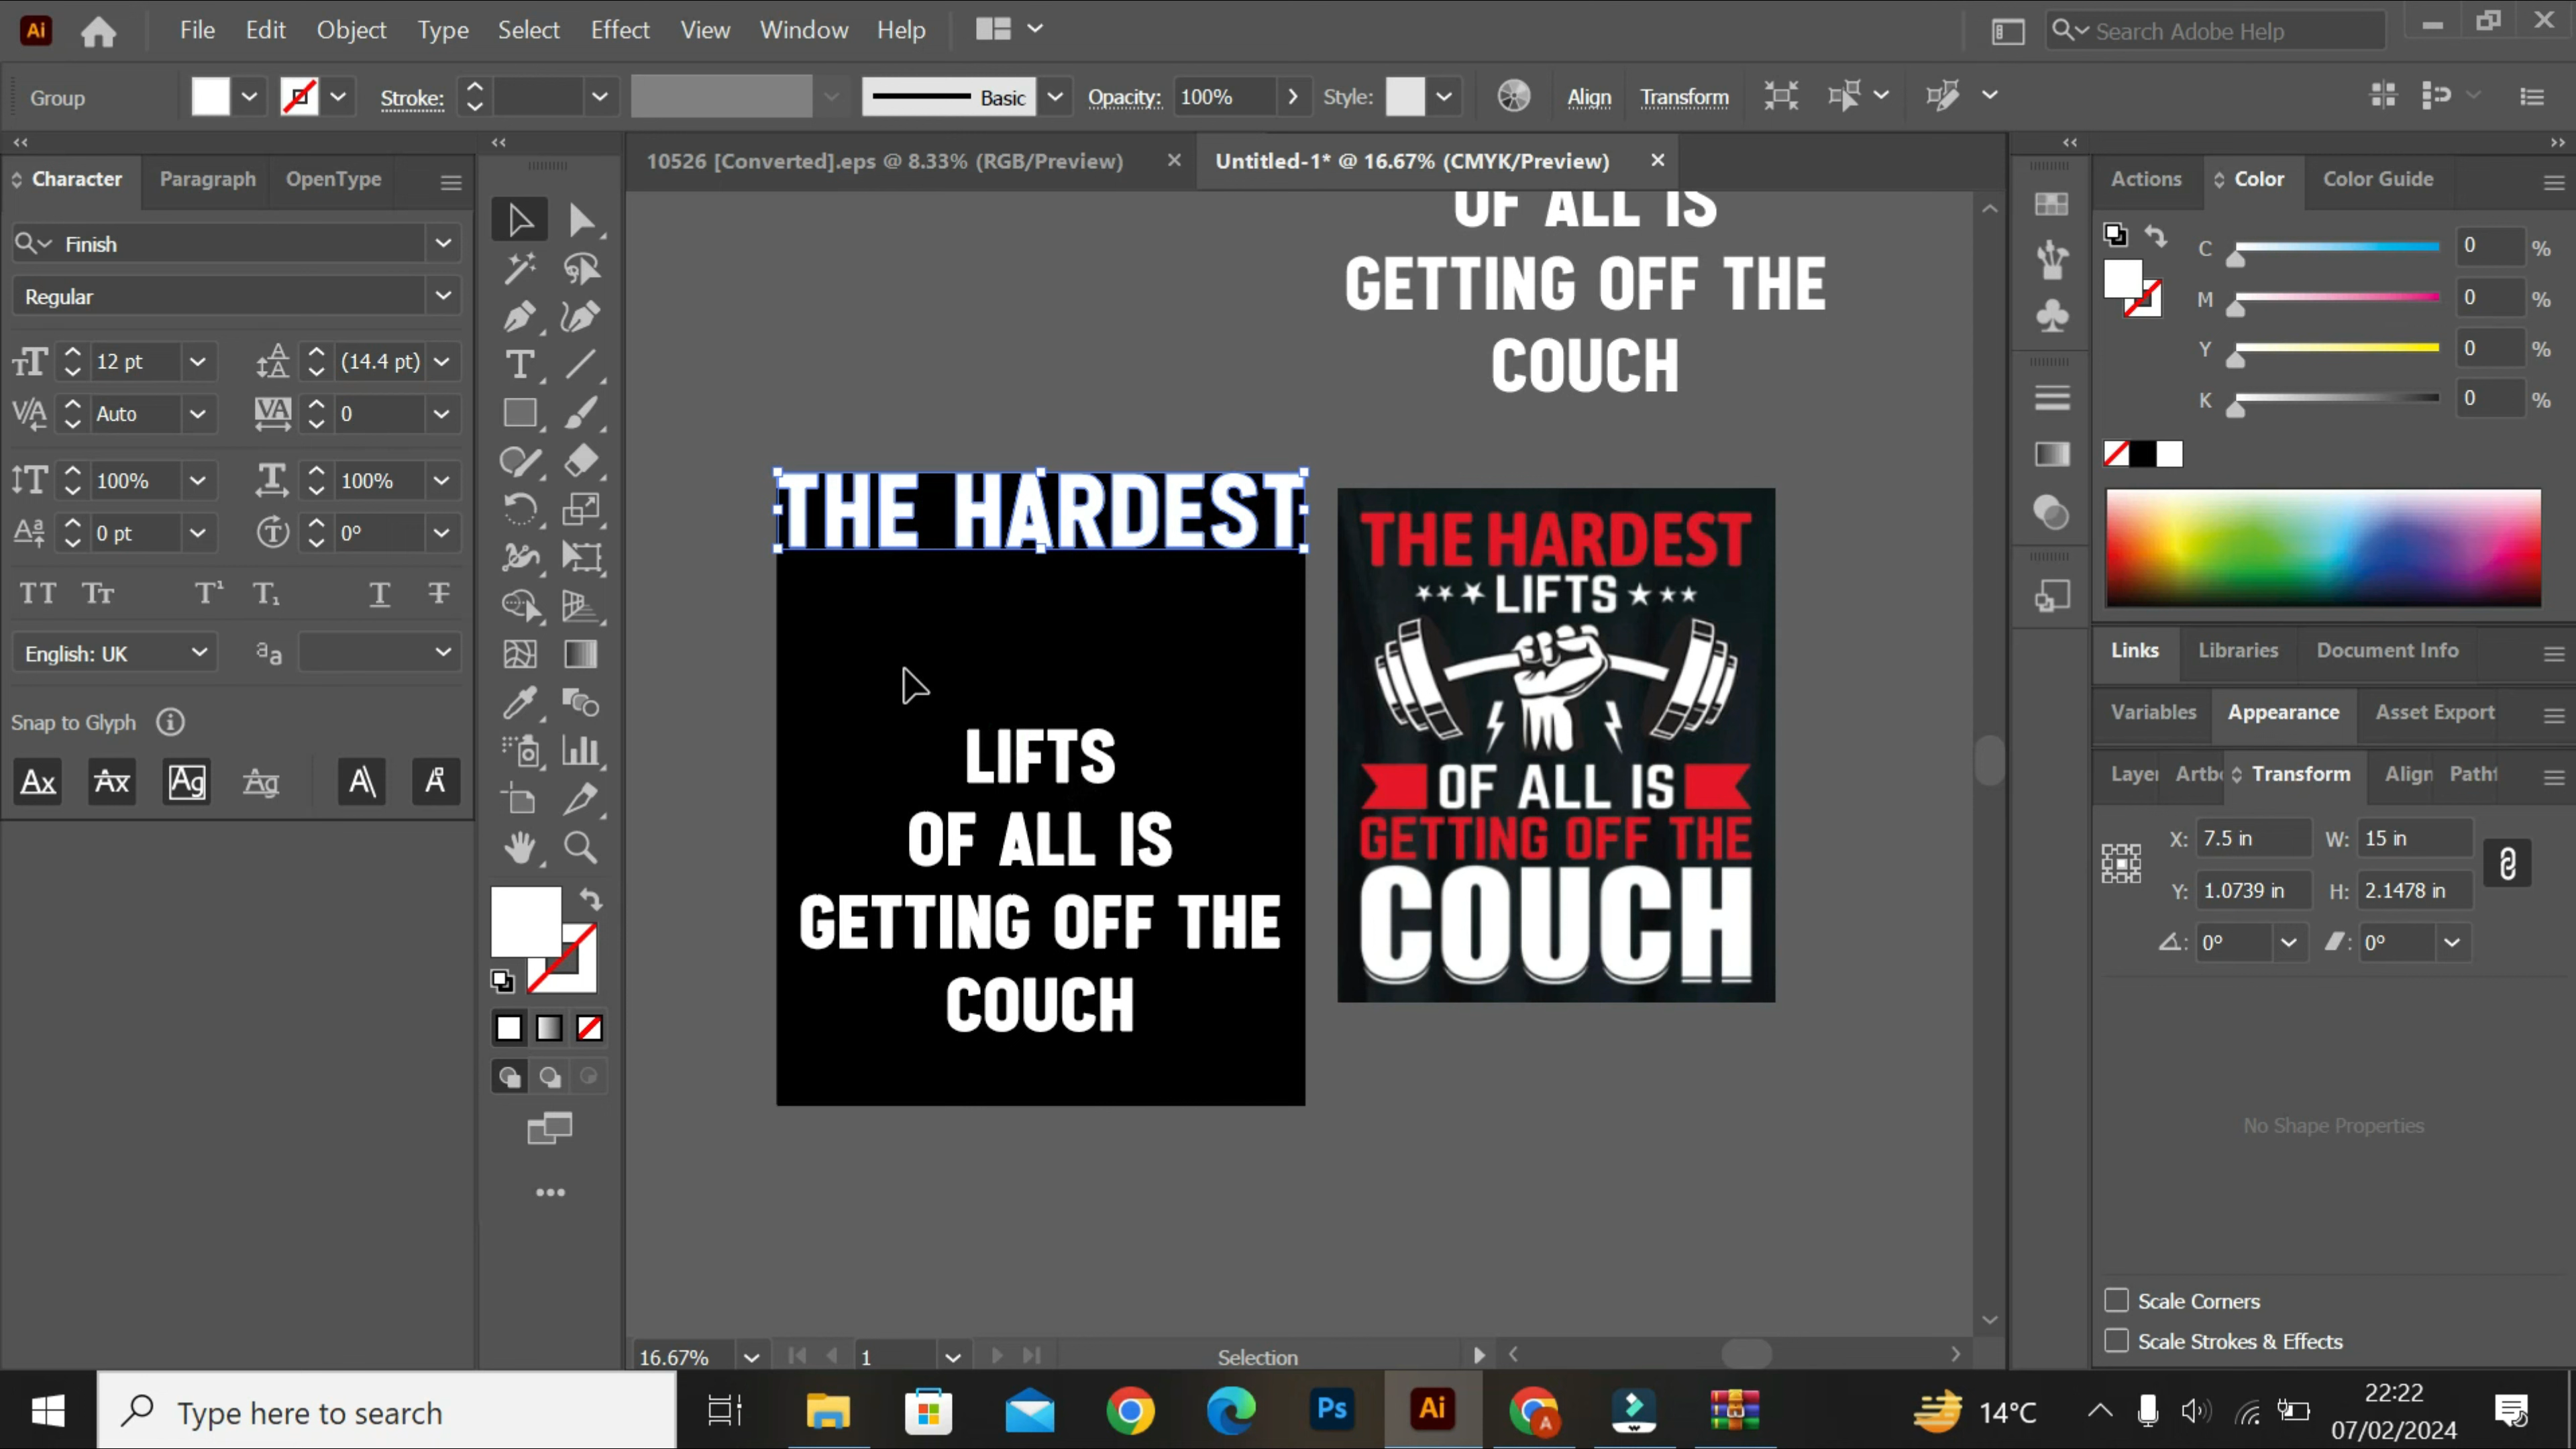 Ai File Edit Object Type Select Effect View Window Help Search Adobe Help
Group Stroke: Basic Opacity: 100% Style: Align Transform
10526 [Converted].eps @ 8.33% (RGB/Preview) Untitled-1* @ 16.67% (CMYK/Preview)
Character Paragraph OpenType
Finish
Regular
12 pt (14.4 pt)
Auto 0
100% 100%
0 pt 0°
English: UK
Snap to Glyph
OF ALL IS
GETTING OFF THE
COUCH
THE HARDEST
LIFTS
OF ALL IS
GETTING OFF THE
COUCH
THE HARDEST
LIFTS
OF ALL IS
GETTING OFF THE
COUCH
Actions Color Color Guide
C 0 %
M 0 %
Y 0 %
K 0 %
Links Libraries Document Info
Variables Appearance Asset Export
Layer Artb Transform Align Pathf
X: 7.5 in W: 15 in
Y: 1.0739 in H: 2.1478 in
0° 0°
No Shape Properties
Scale Corners
Scale Strokes & Effects
16.67% 1 Selection
Type here to search Ps Ai A 14°C 22:22
07/02/2024